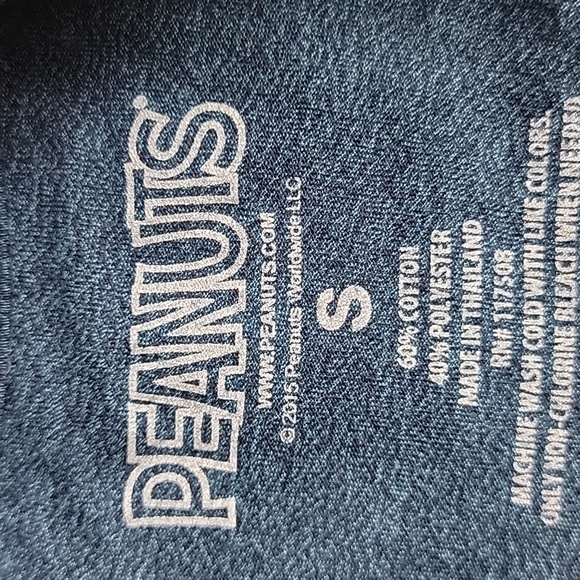 PEANUTS®
WWW.PEANUTS.COM
© 2015 Peanuts Worldwide LLC
S
60% COTTON
40% POLYESTER
MADE IN THAILAND
RN# 117508
MACHINE WASH COLD WITH LIKE COLORS,
ONLY NON-CHLORINE BLEACH WHEN NEEDED